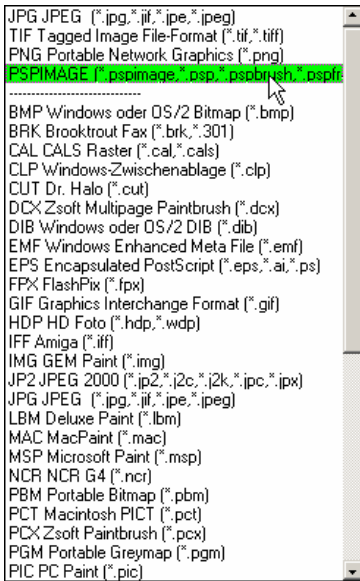 JPG JPEG (*.jpg,*.jif,*.jpe,*.jpeg)
TIF Tagged Image File-Format (*.tif,*.tiff)
PNG Portable Network Graphics (*.png)
PSPIMAGE (*.pspimage,*.psp,*.pspbrush,*.pspfr
------------------------
BMP Windows oder OS/2 Bitmap (*.bmp)
BRK Brooktrout Fax (*.brk,*.301)
CAL CALS Raster (*.cal,*.cals)
CLP Windows-Zwischenablage (*.clp)
CUT Dr. Halo (*.cut)
DCX Zsoft Multipage Paintbrush (*.dcx)
DIB Windows oder OS/2 DIB (*.dib)
EMF Windows Enhanced Meta File (*.emf)
EPS Encapsulated PostScript (*.eps,*.ai,*.ps)
FPX FlashPix (*.fpx)
GIF Graphics Interchange Format (*.gif)
HDP HD Foto (*.hdp,*.wdp)
IFF Amiga (*.iff)
IMG GEM Paint (*.img)
JP2 JPEG 2000 (*.jp2,*.j2c,*.j2k,*.jpc,*.jpx)
JPG JPEG (*.jpg,*.jif,*.jpe,*.jpeg)
LBM Deluxe Paint (*.lbm)
MAC MacPaint (*.mac)
MSP Microsoft Paint (*.msp)
NCR NCR G4 (*.ncr)
PBM Portable Bitmap (*.pbm)
PCT Macintosh PICT (*.pct)
PCX Zsoft Paintbrush (*.pcx)
PGM Portable Greymap (*.pgm)
PIC PC Paint (*.pic)